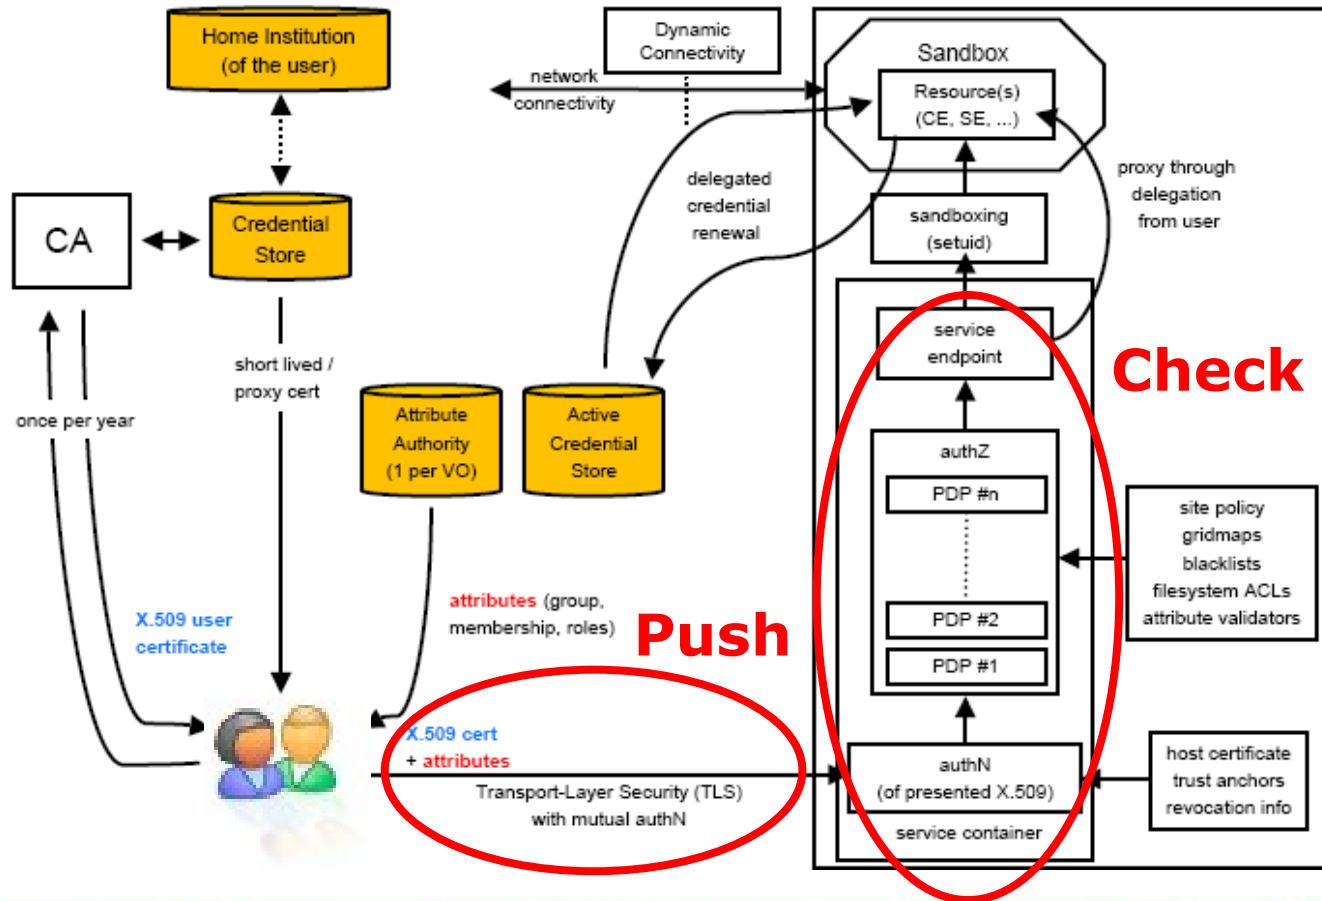 Home Institution
(of the user)
Dynamic
Connectivity
network
connectivity
Sandbox
Resource(s)
(CE, SE, ...)
proxy through
delegation
from user
delegated
credential
renewal
sandboxing
(setuid)
CA
Credential
Store
short lived /
proxy cert
once per year
Attribute
Authority
(1 per VO)
Active
Credential
Store
service
endpoint
Check
authZ
PDP #n
PDP #2
PDP #1
site policy
gridmaps
blacklists
filesystem ACLs
attribute validators
X.509 user
certificate
attributes (group,
membership, roles)
Push
X.509 cert
+ attributes
Transport-Layer Security (TLS)
with mutual authN
authN
(of presented X.509)
service container
host certificate
trust anchors
revocation info